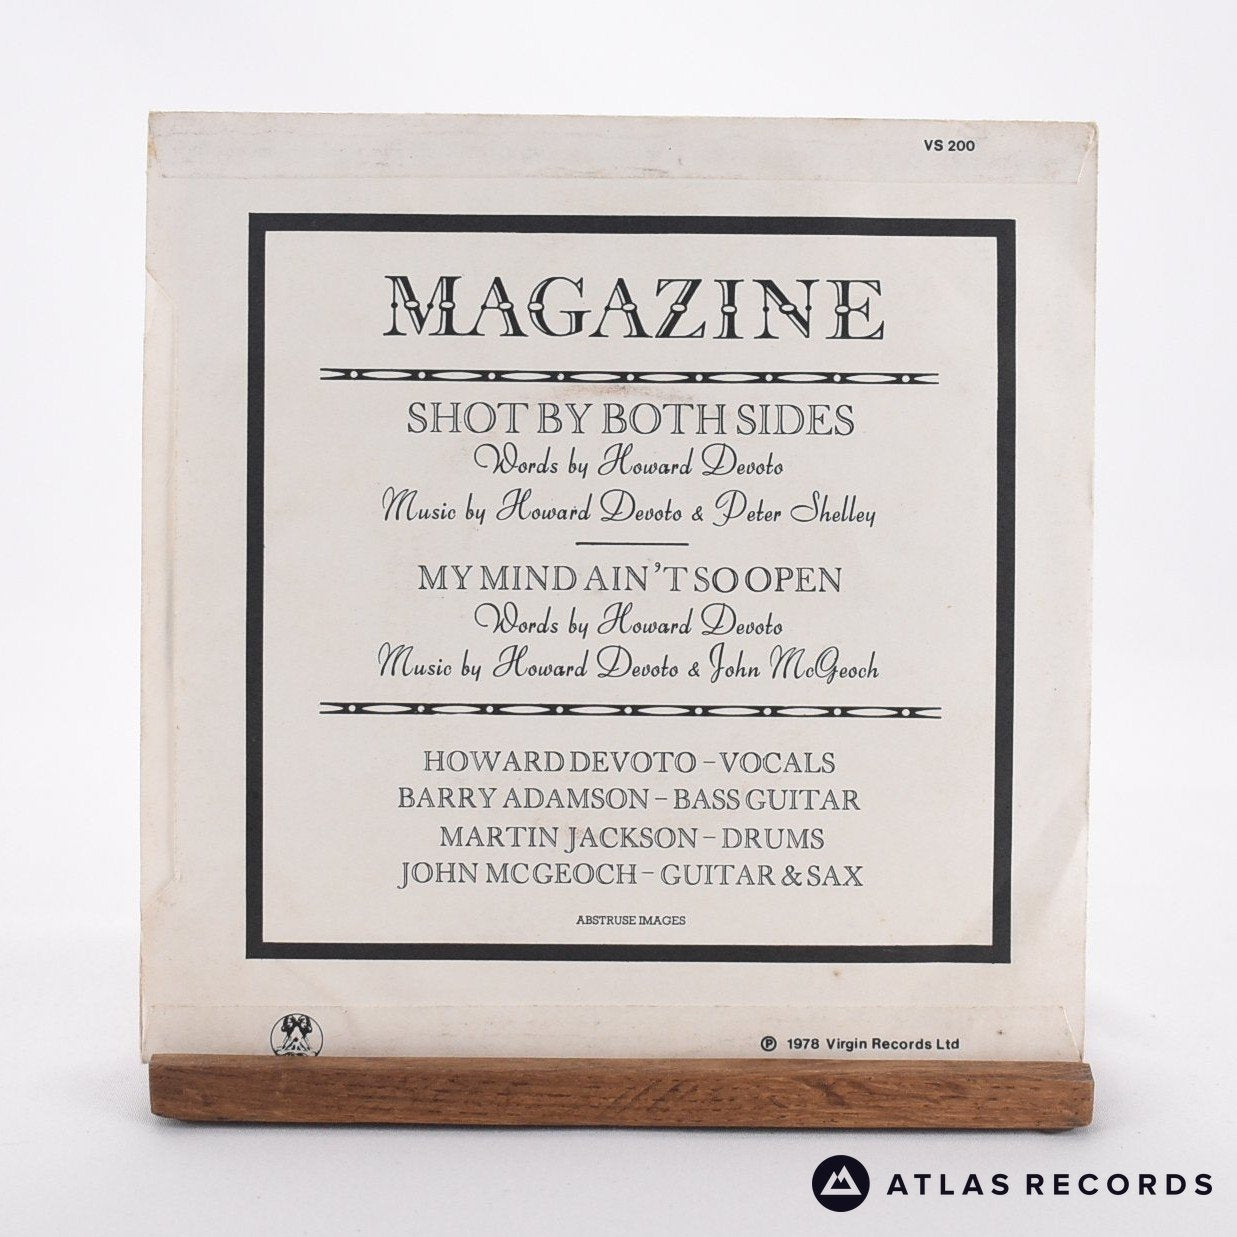 VS 200
MAGAZINE
SHOT BY BOTH SIDES
Words by Howard Devoto
Music by Howard Devoto & Peter Shelley
MY MIND AIN'T SO OPEN
Words by Howard Devoto
Music by Howard Devoto & John McGeoch
HOWARD DEVOTO – VOCALS
BARRY ADAMSON – BASS GUITAR
MARTIN JACKSON – DRUMS
JOHN MCGEOCH – GUITAR & SAX
ABSTRUSE IMAGES
℗ 1978 Virgin Records Ltd
ATLAS RECORDS